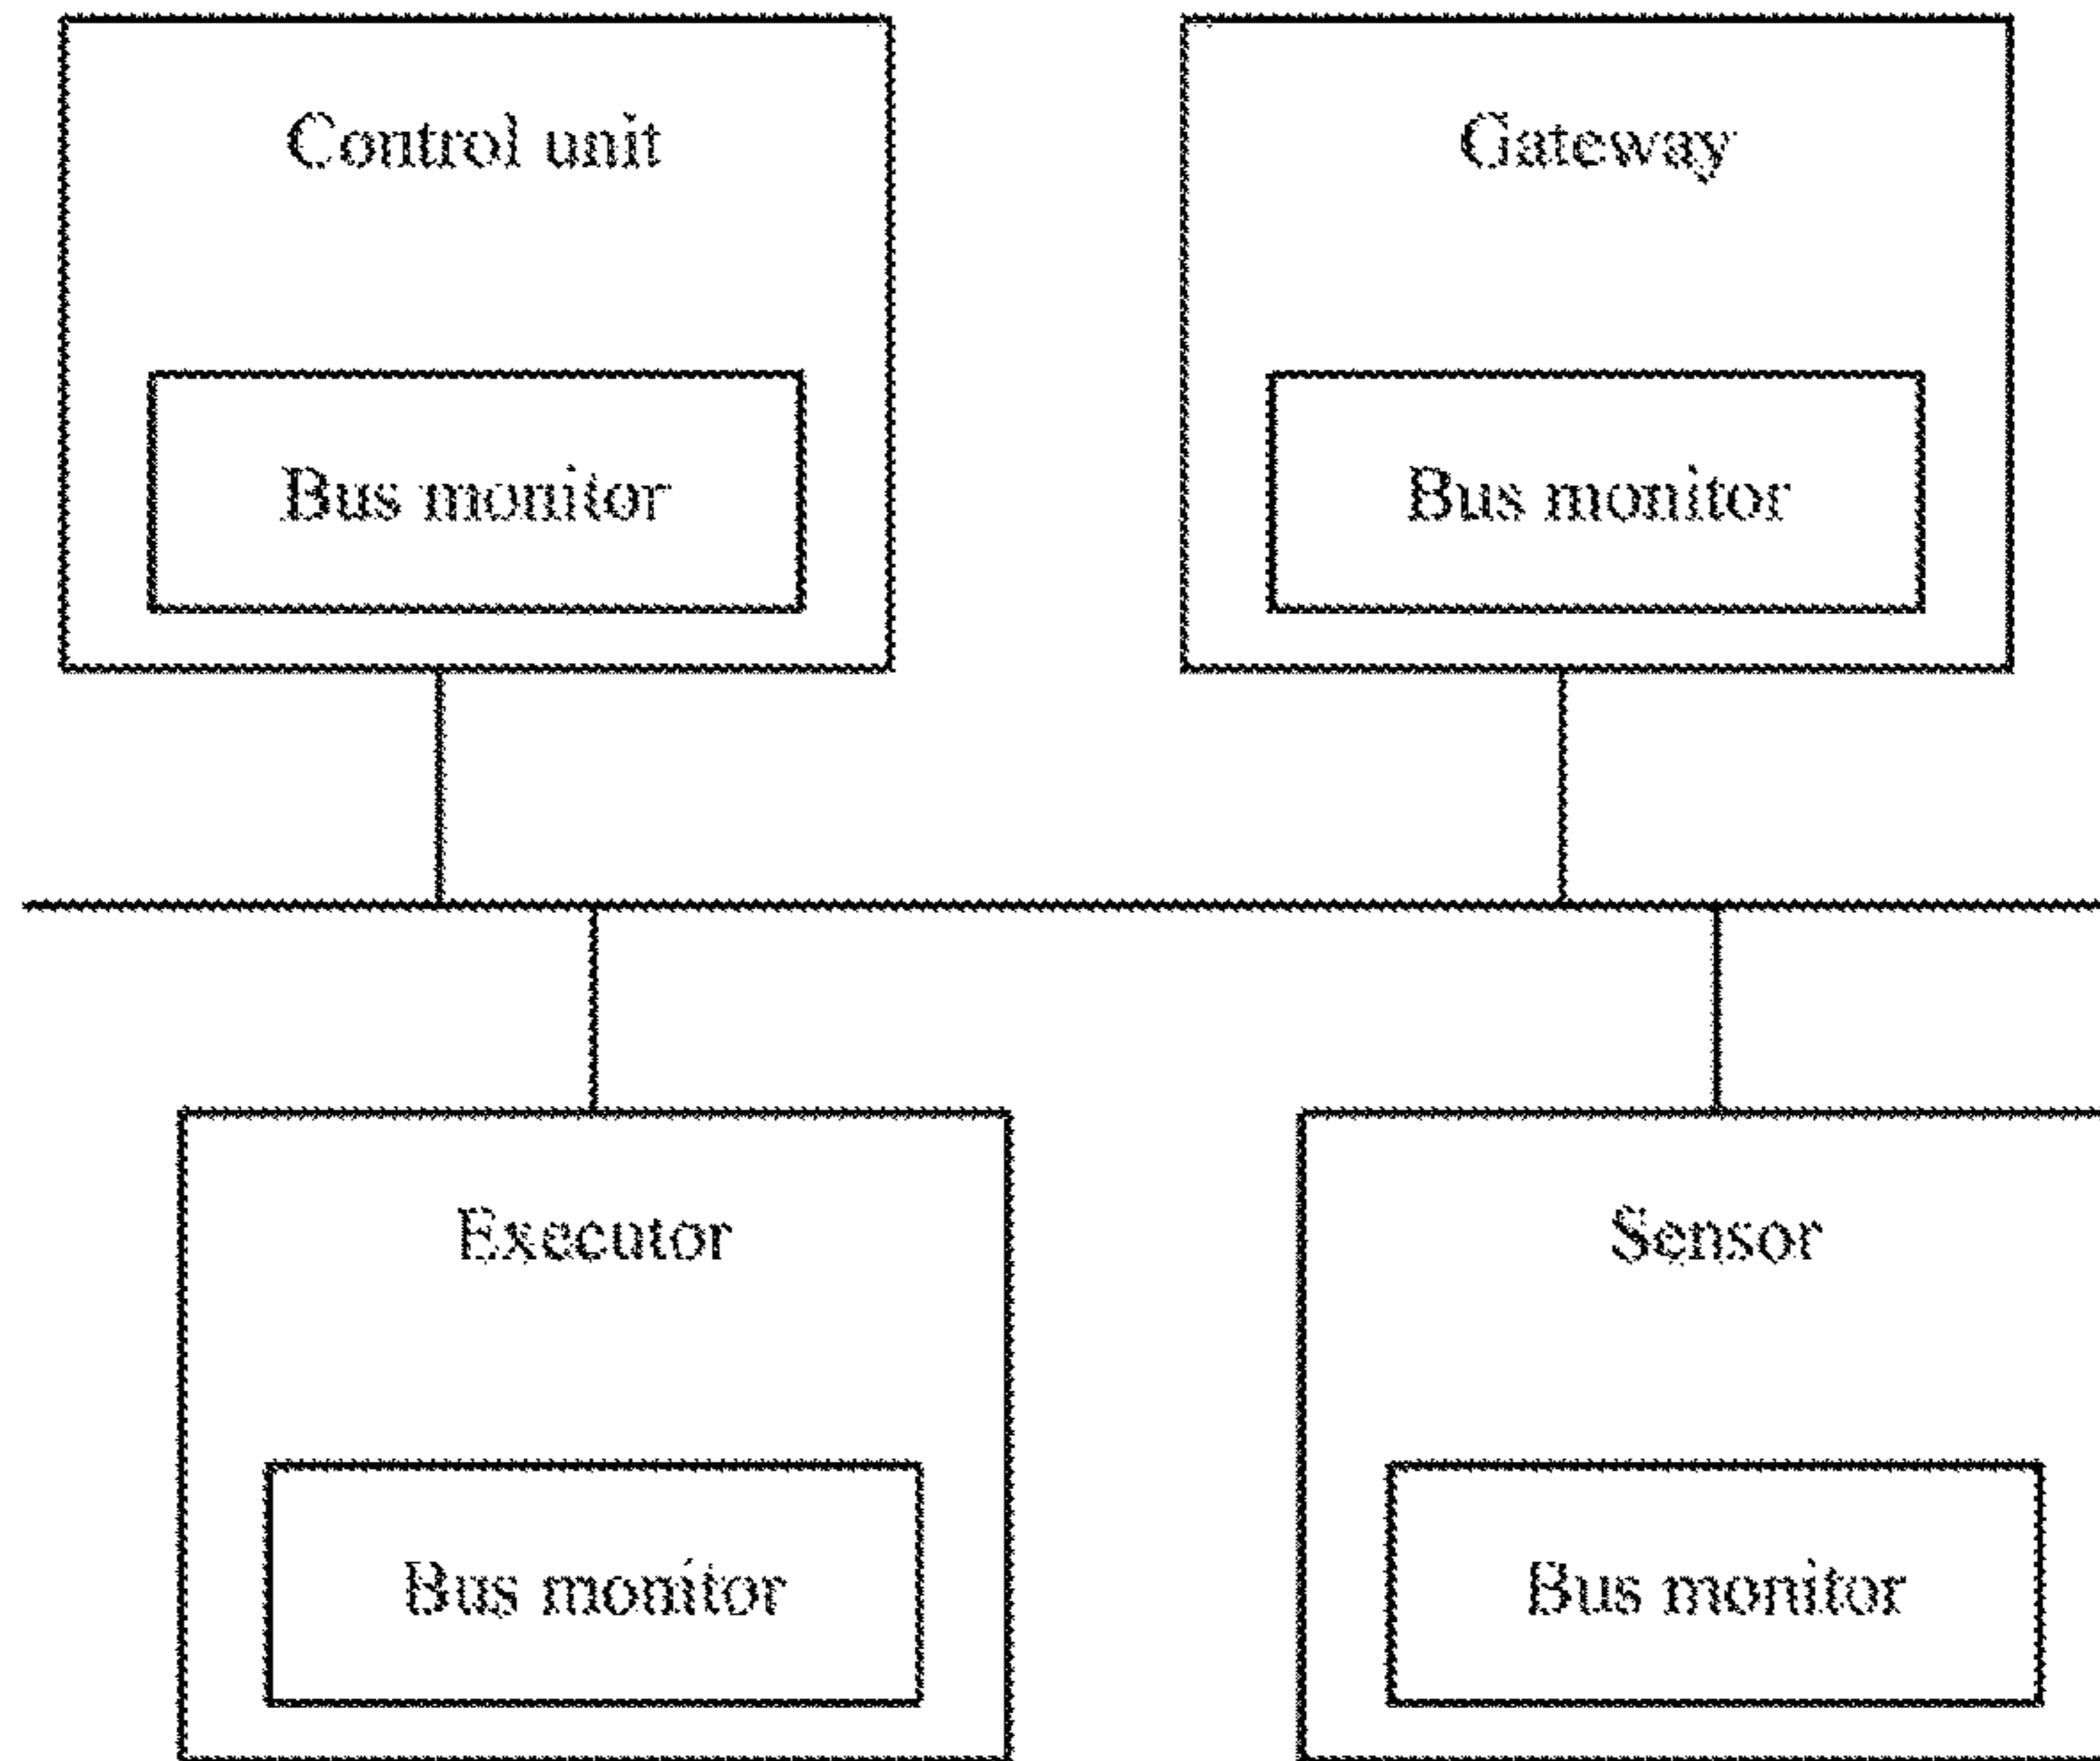 Control unit
Gateway
Bus monitor
Bus monitor
Executor
Sensor
Bus monitor
Bus monitor